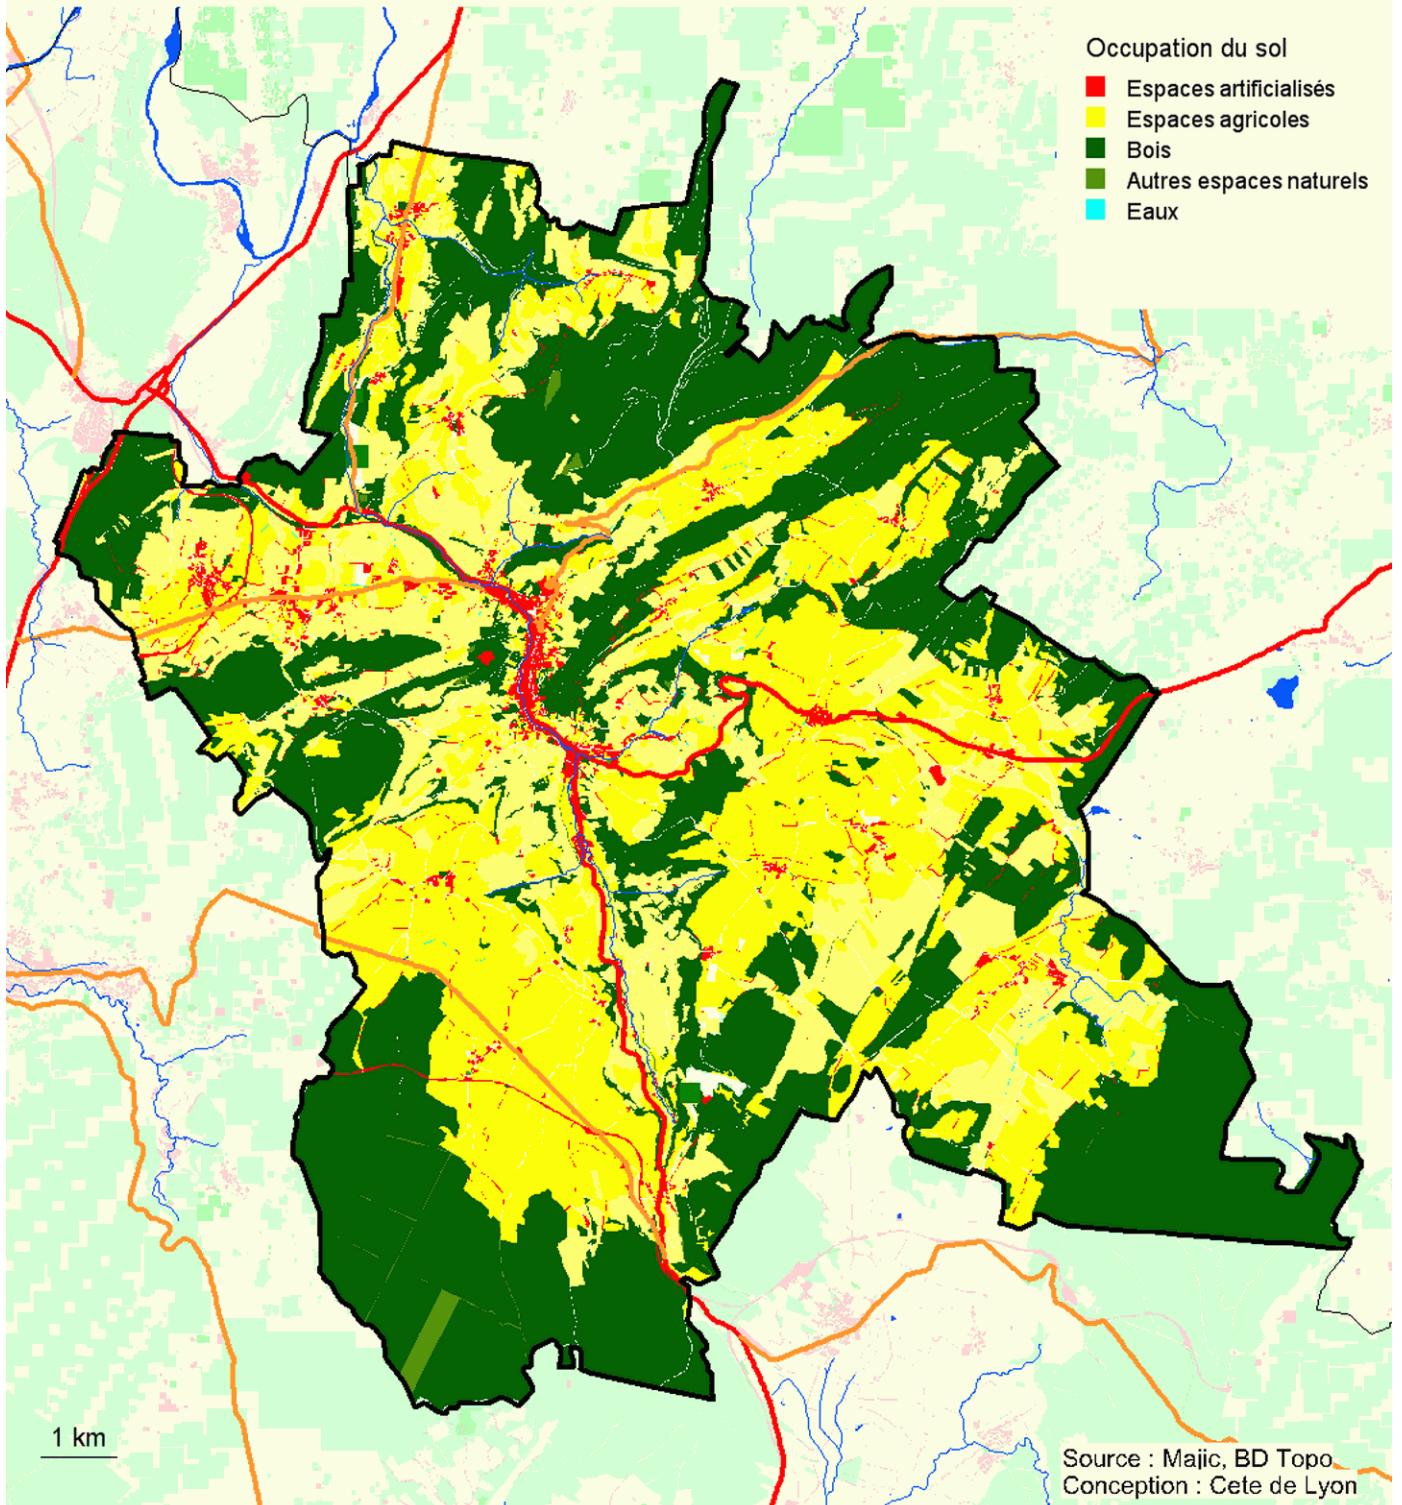 Occupation du sol
Espaces artificialisés
Espaces agricoles
Bois
Autres espaces naturels
Eaux
1 km
Source : Majic, BD Topo
Conception : Cete de Lyon